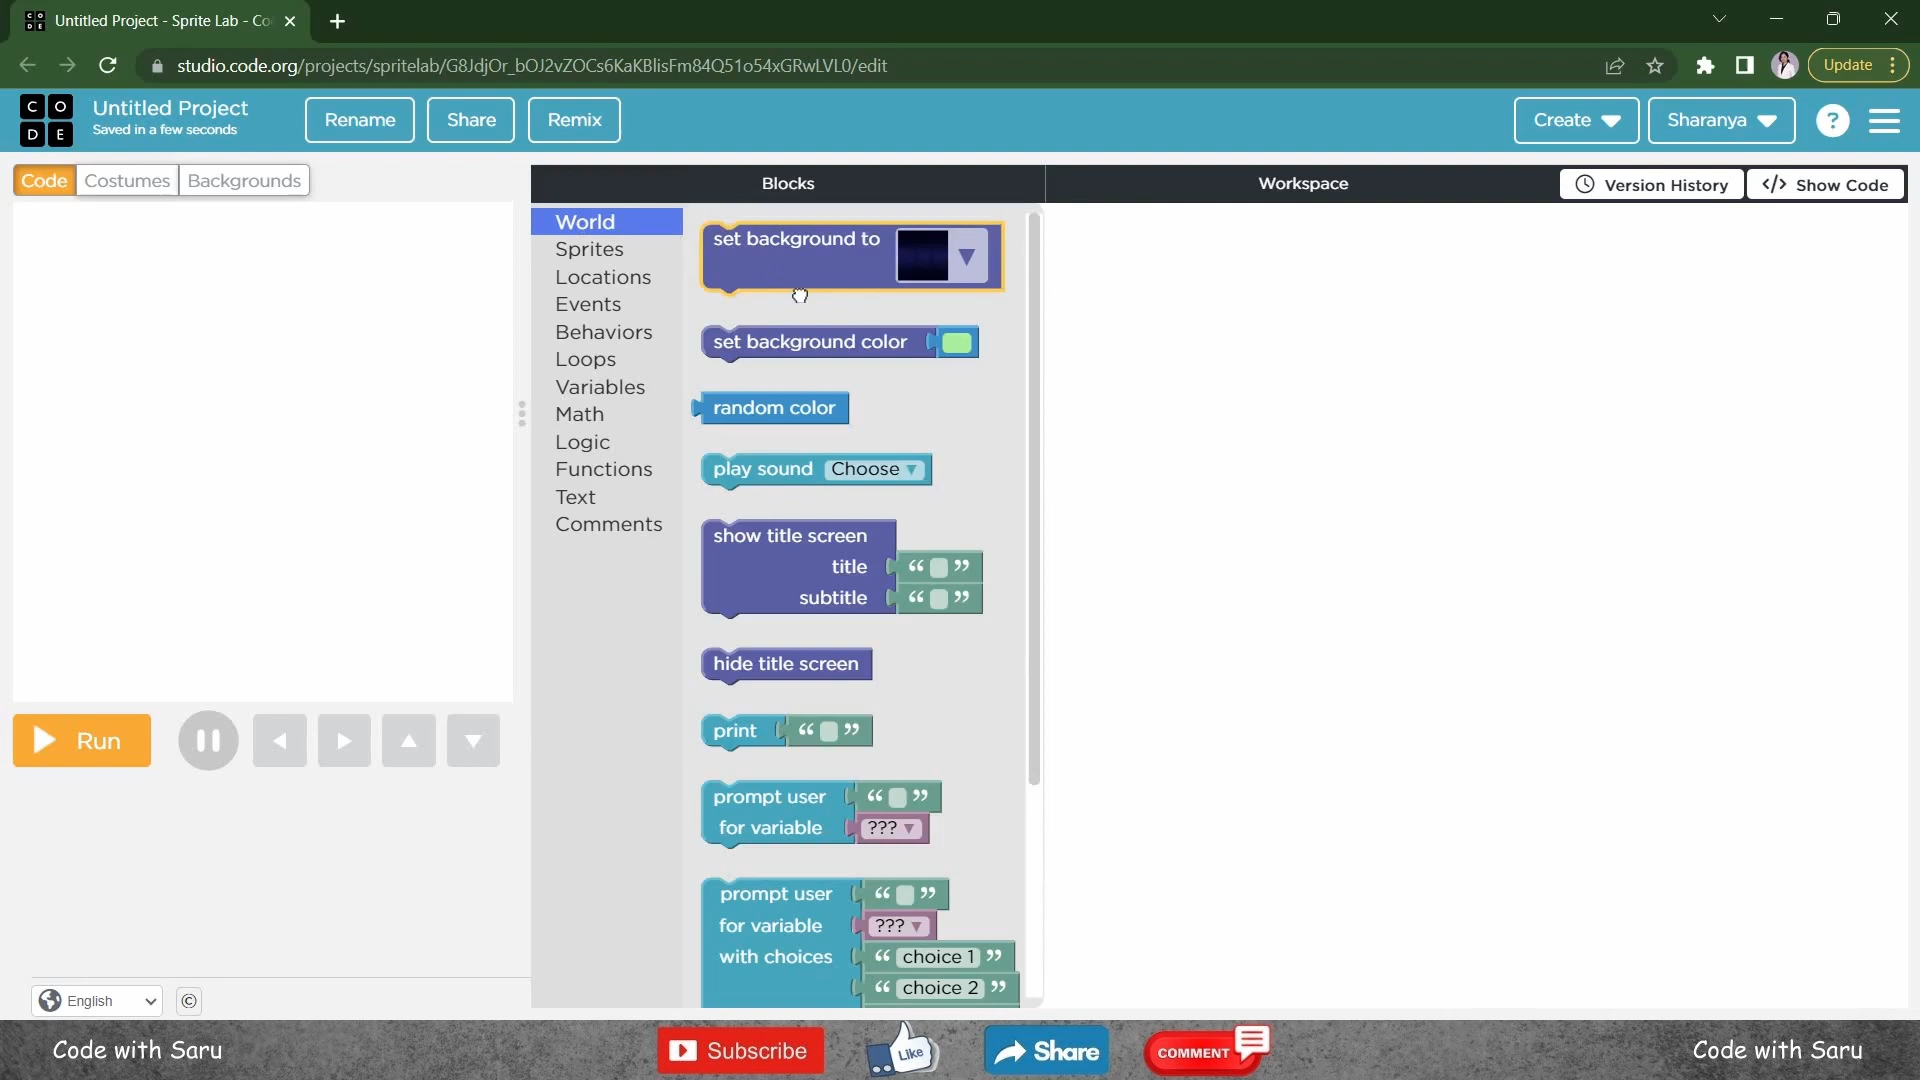 Untitled Project - Sprite Lab - Co
studio.code.org/projects/spritelab/G8JdjOr_bOJ2vZOCs6KaKBlisFm84Q51o54xGRwLVL0/edit
Update
C O
D E
Untitled Project
Saved in a few seconds
Rename
Share
Remix
Create
Sharanya
?
Code
Costumes
Backgrounds
Blocks
Workspace
Version History
</> Show Code
World
Sprites
Locations
Events
Behaviors
Loops
Variables
Math
Logic
Functions
Text
Comments
set background to
set background color
random color
play sound Choose
show title screen
title “ ”
subtitle “ ”
hide title screen
print “ ”
prompt user “ ”
for variable ???
prompt user “ ”
for variable ???
with choices “ choice 1 ”
“ choice 2 ”
Run
English
©
Code with Saru
Subscribe
Like
Share
COMMENT
Code with Saru